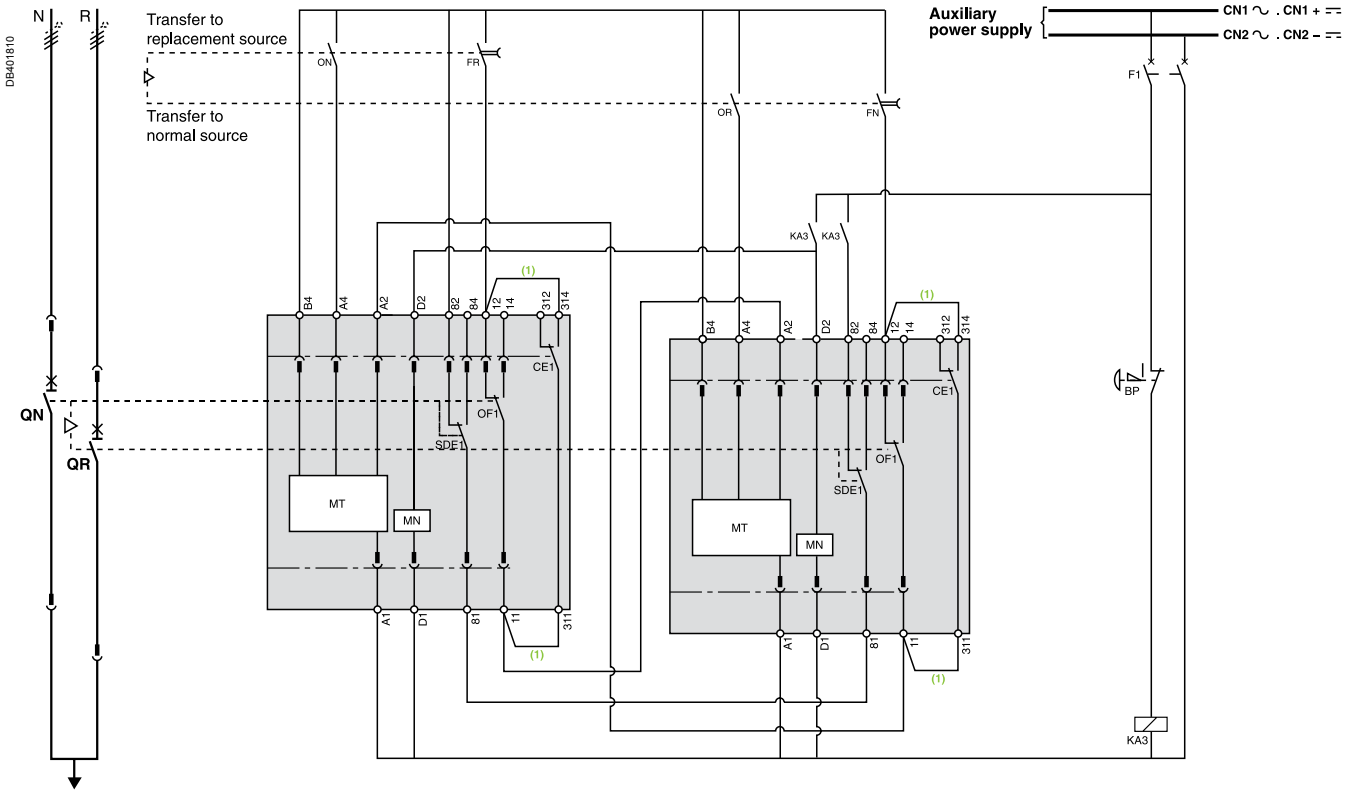 DB401810
N
R
Transfer to
replacement source
ON
FR
Transfer to
normal source
OR
FN
Auxiliary
power supply
CN1 ∿ . CN1 + ⎓
CN2 ∿ . CN2 – ⎓
F1
KA3
KA3
(1)
B4
A4
A2
D2
82
84
12
14
312
314
CE1
OF1
SDE1
MT
MN
A1
D1
81
11
311
(1)
(1)
B4
A4
A2
D2
82
84
12
14
312
314
CE1
OF1
SDE1
MT
MN
A1
D1
81
11
311
(1)
QN
QR
BP
KA3